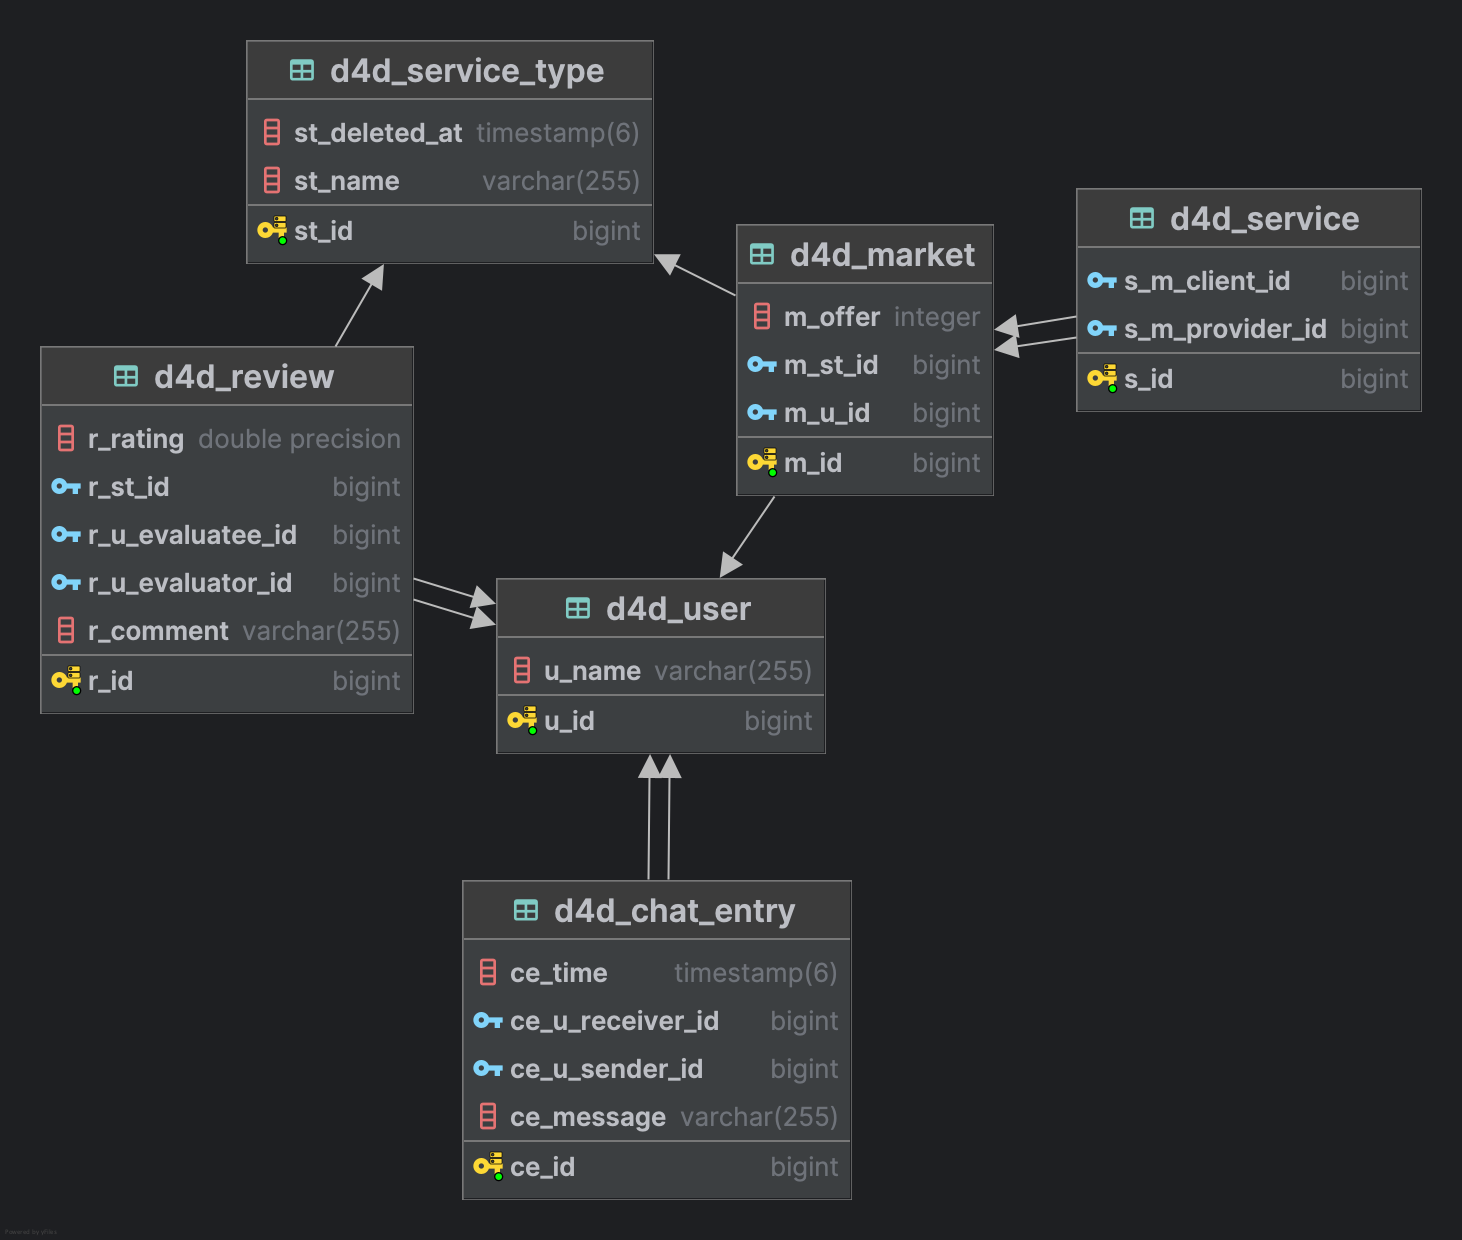 d4d_service_type
st_deleted_at timestamp(6)
st_name varchar(255)
st_id bigint
d4d_service
s_m_client_id bigint
s_m_provider_id bigint
s_id bigint
d4d_market
m_offer integer
m_st_id bigint
m_u_id bigint
m_id bigint
d4d_review
r_rating double precision
r_st_id bigint
r_u_evaluatee_id bigint
r_u_evaluator_id bigint
r_comment varchar(255)
r_id bigint
d4d_user
u_name varchar(255)
u_id bigint
d4d_chat_entry
ce_time timestamp(6)
ce_u_receiver_id bigint
ce_u_sender_id bigint
ce_message varchar(255)
ce_id bigint
Powered by yFiles